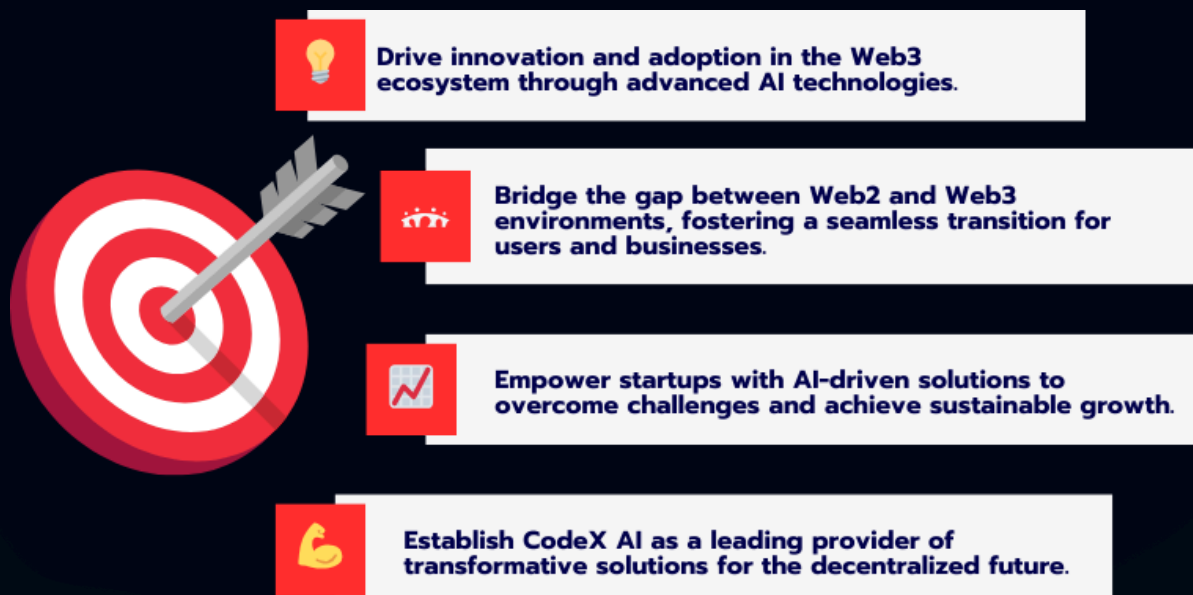 Drive innovation and adoption in the Web3
ecosystem through advanced AI technologies.
Bridge the gap between Web2 and Web3
environments, fostering a seamless transition for
users and businesses.
Empower startups with AI-driven solutions to
overcome challenges and achieve sustainable growth.
Establish CodeX AI as a leading provider of
transformative solutions for the decentralized future.